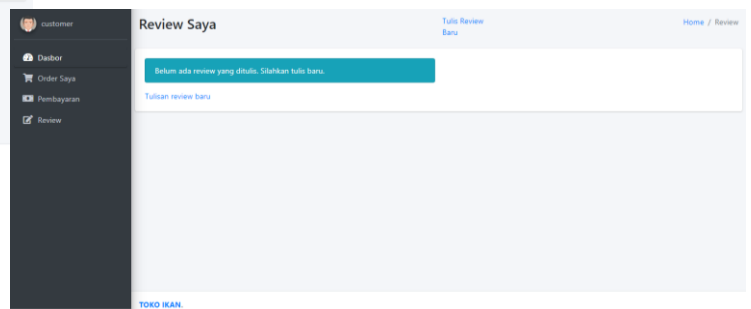 customer
Dasbor
Order Saya
Pembayaran
Review
Review Saya
Tulis Review
Baru
Home / Review
Belum ada review yang ditulis. Silahkan tulis baru.
Tulisan review baru
TOKO IKAN.